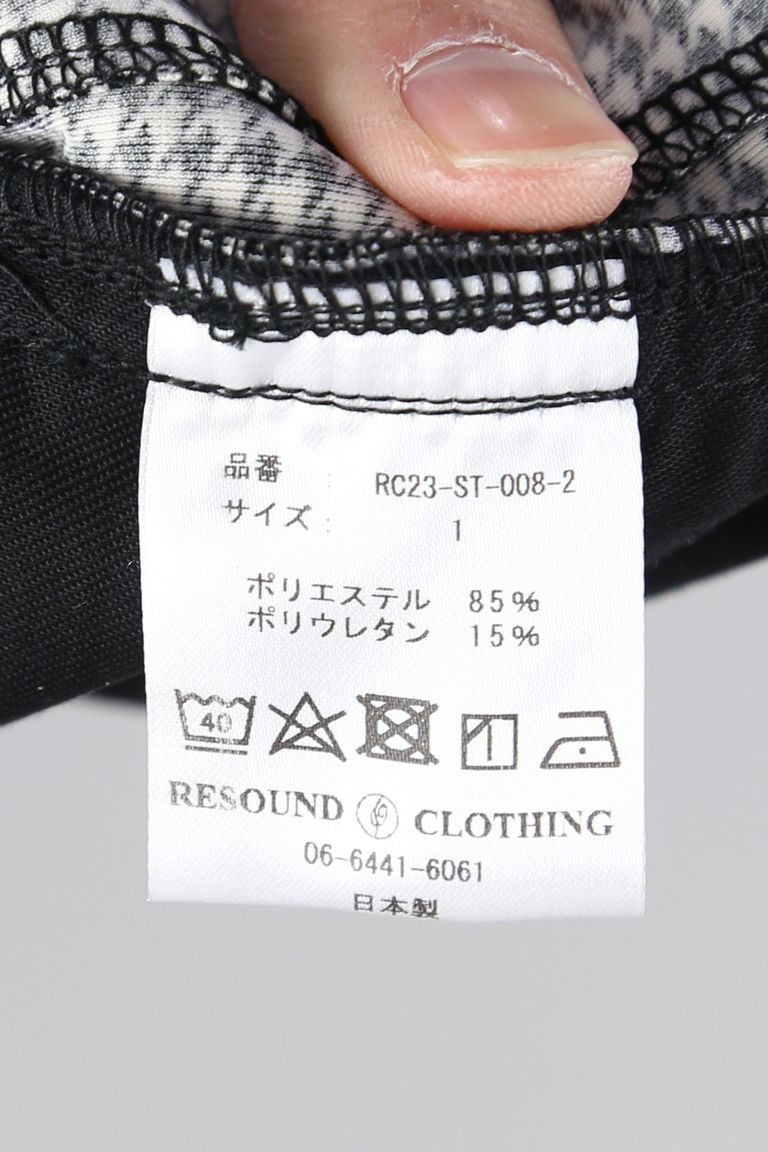 品番 : RC23-ST-008-2
サイズ : 1
ポリエステル 85%
ポリウレタン 15%
40
RESOUND CLOTHING
06-6441-6061
日本製